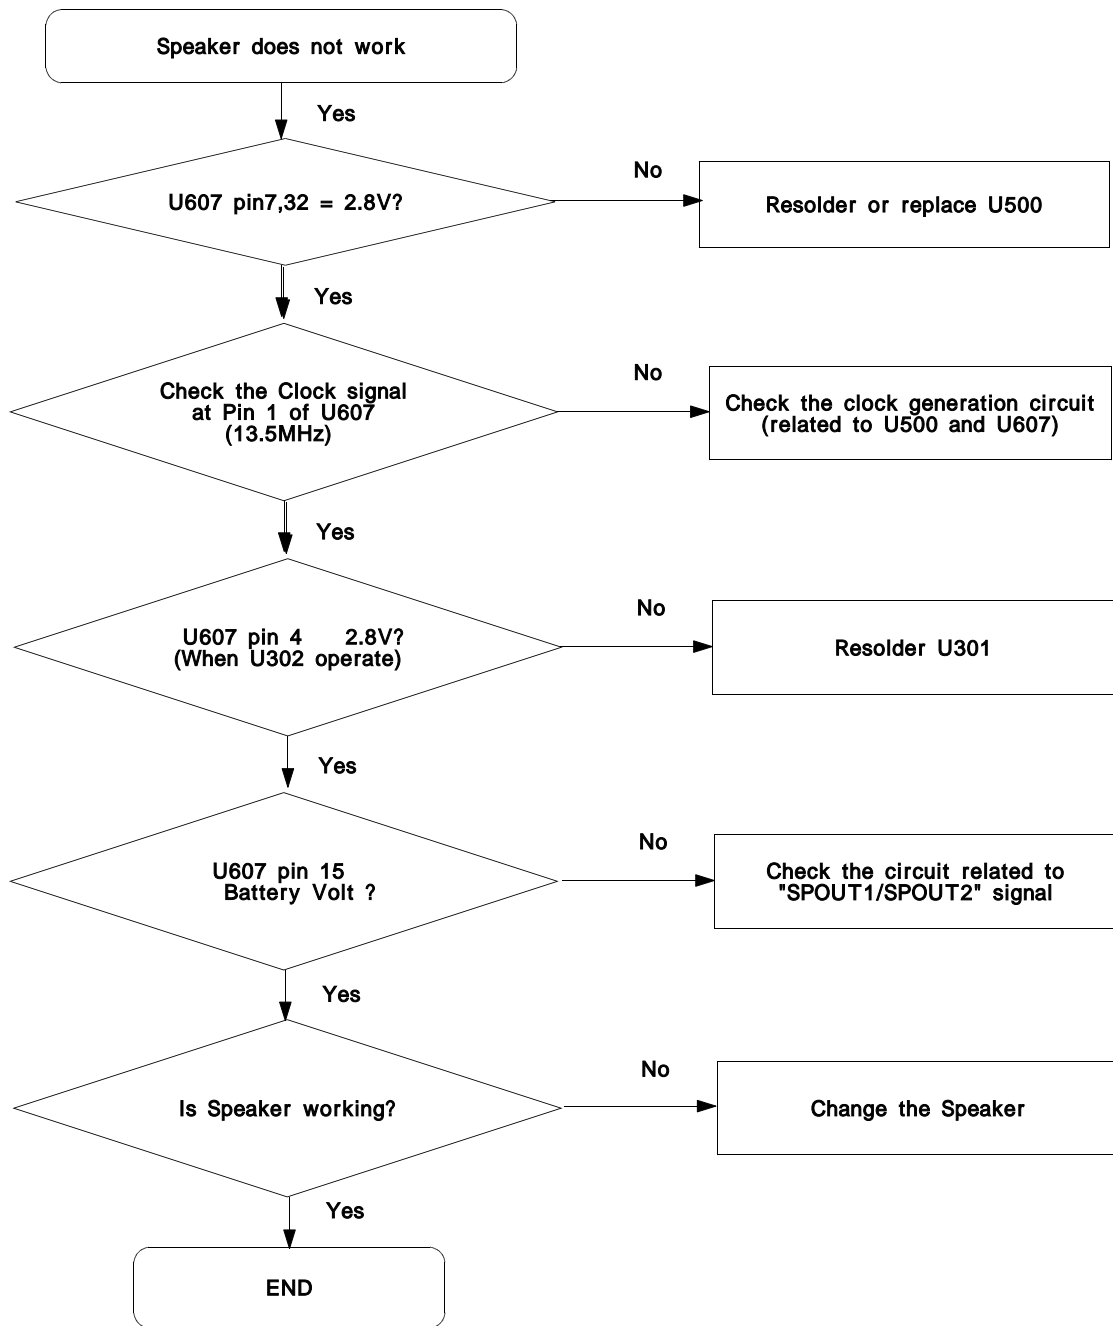 Speaker does not work
Yes
U607 pin7,32 = 2.8V?
No
Resolder or replace U500
Yes
Check the Clock signal
at Pin 1 of U607
(13.5MHz)
No
Check the clock generation circuit
(related to U500 and U607)
Yes
U607 pin 4 2.8V?
(When U302 operate)
No
Resolder U301
Yes
U607 pin 15
Battery Volt ?
No
Check the circuit related to
"SPOUT1/SPOUT2" signal
Yes
Is Speaker working?
No
Change the Speaker
Yes
END